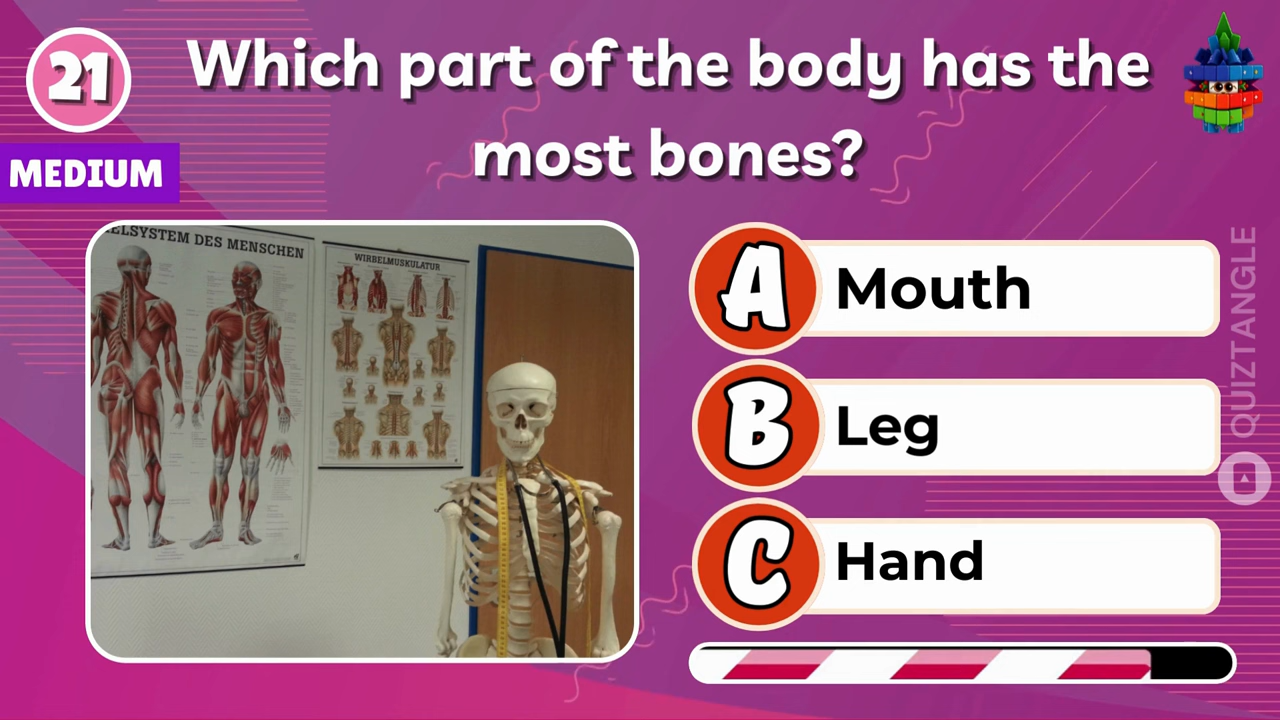 21
Which part of the body has the
most bones?
MEDIUM
ELSYSTEM DES MENSCHEN
WIRBELMUSKULATUR
A Mouth
B Leg
C Hand
QUIZTANGLE